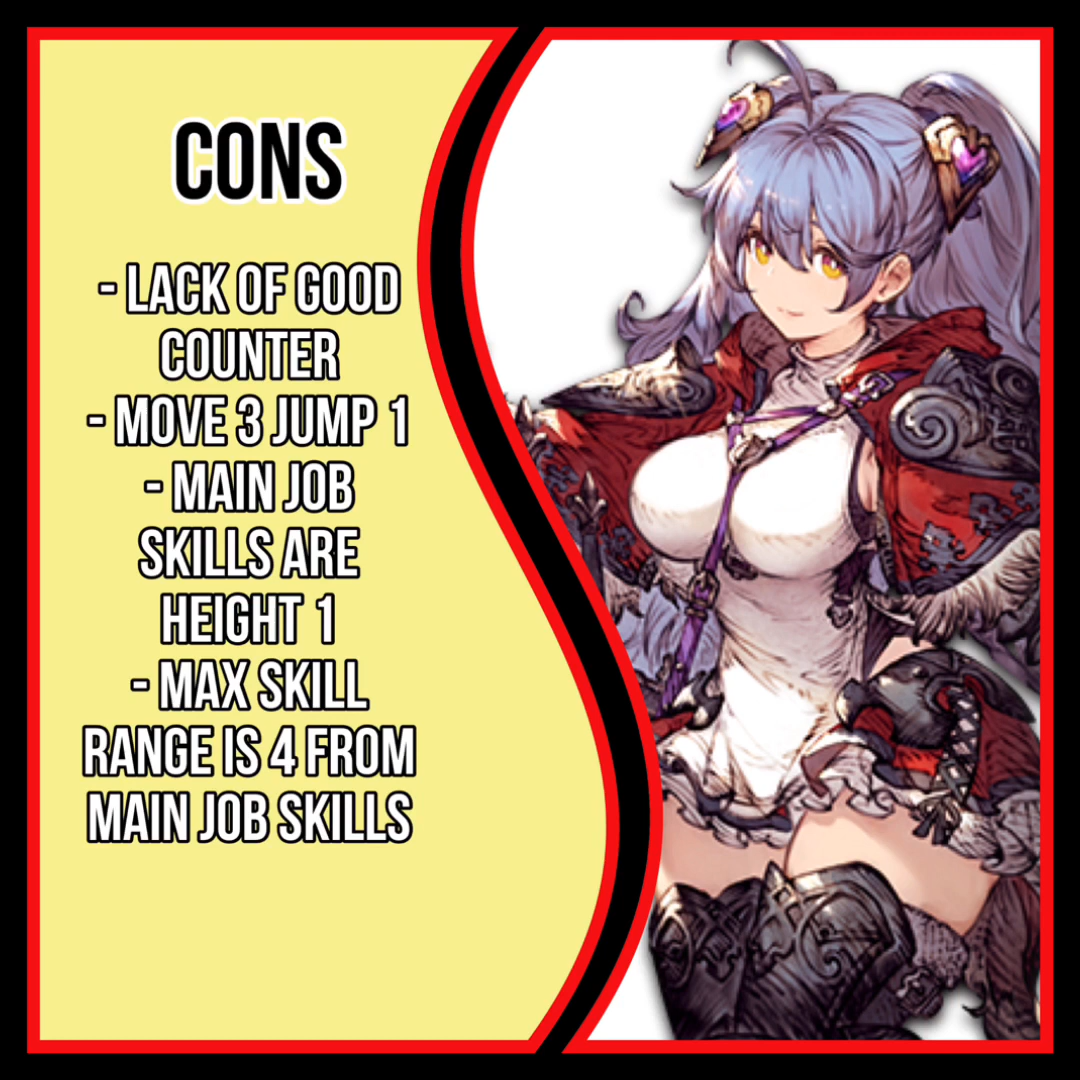 CONS
- LACK OF GOOD
COUNTER
- MOVE 3 JUMP 1
- MAIN JOB
SKILLS ARE
HEIGHT 1
- MAX SKILL
RANGE IS 4 FROM
MAIN JOB SKILLS